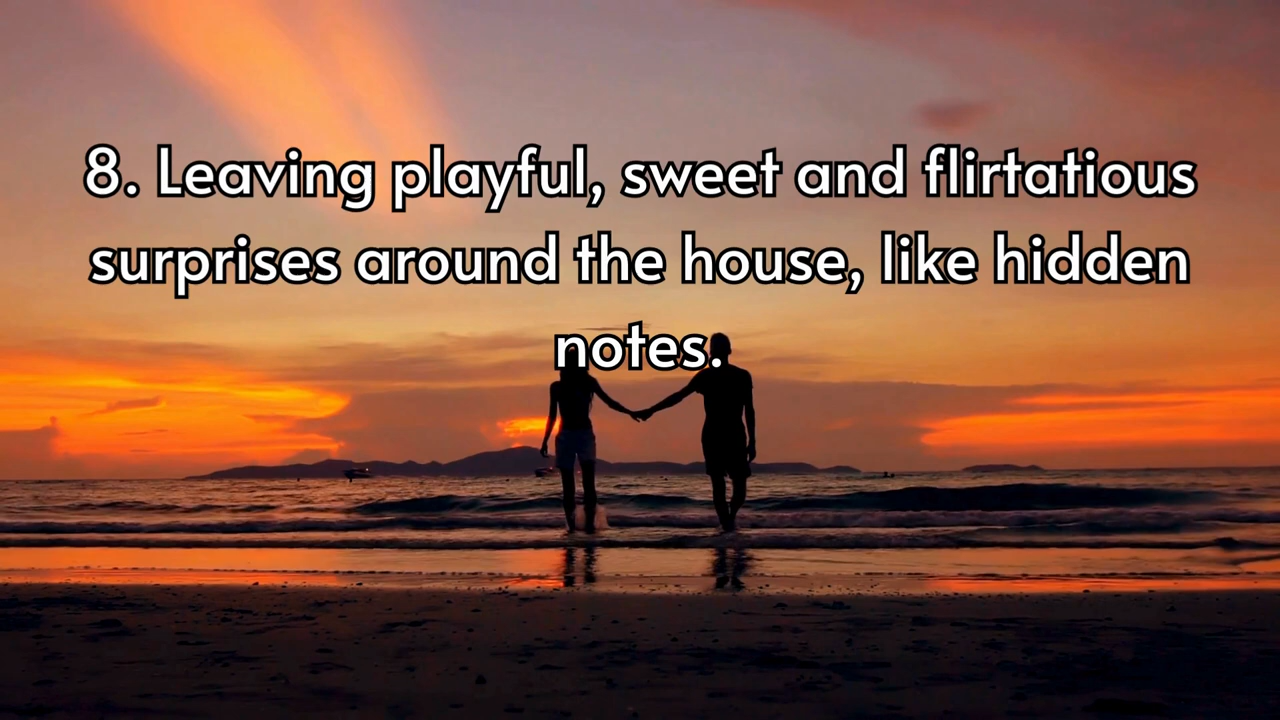 8. Leaving playful, sweet and flirtatious
surprises around the house, like hidden
notes.